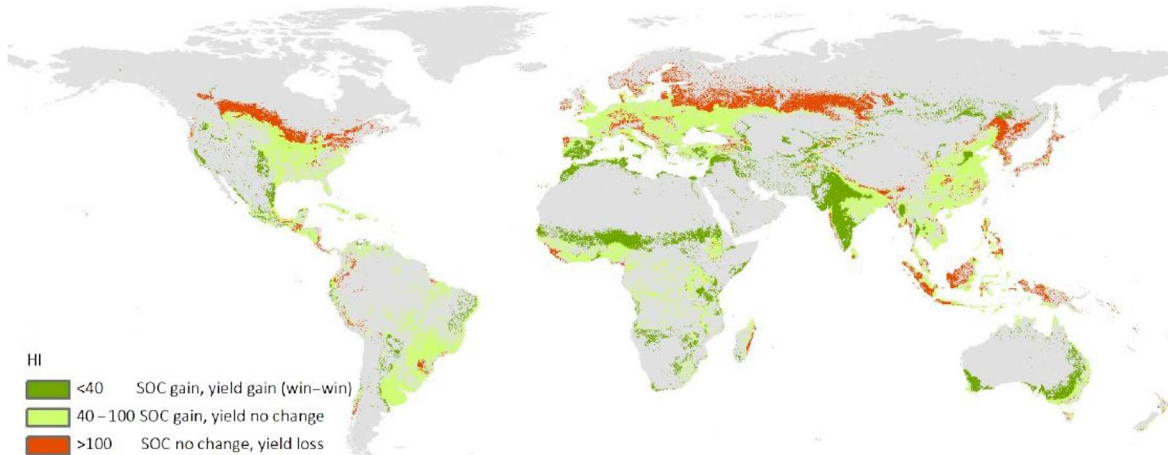 HI
<40 SOC gain, yield gain (win–win)
40 – 100 SOC gain, yield no change
>100 SOC no change, yield loss